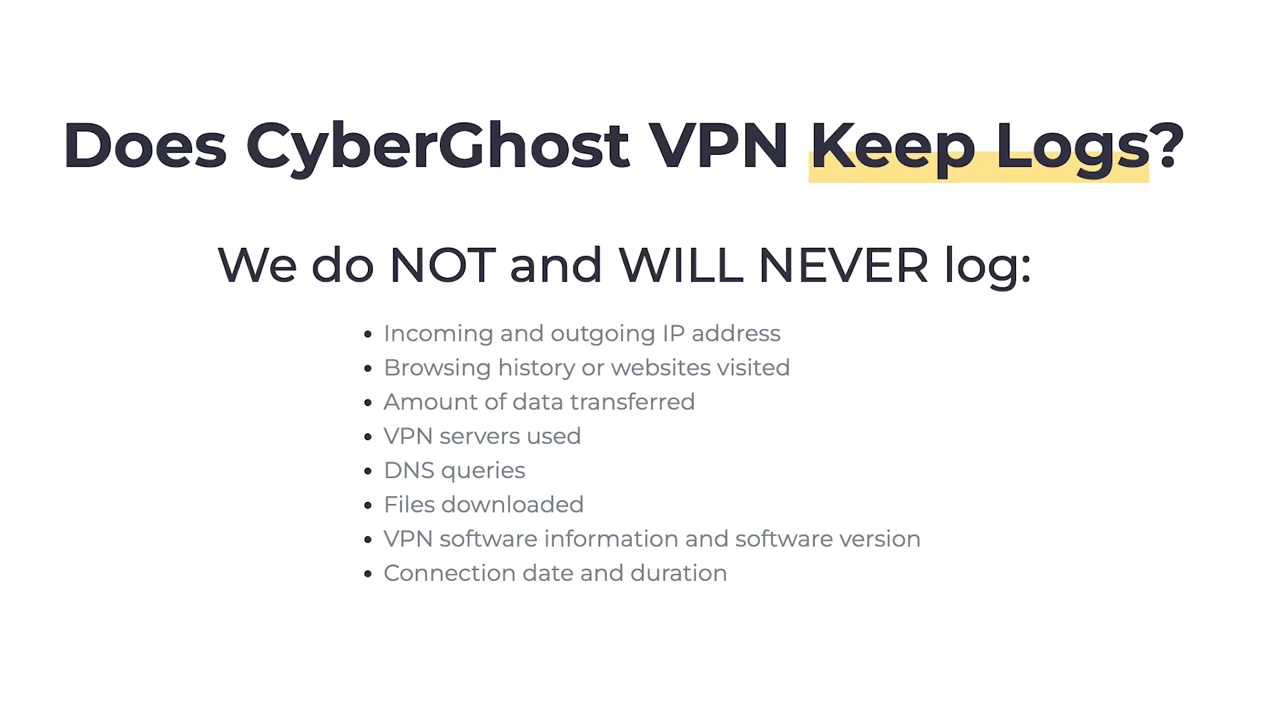 Does CyberGhost VPN Keep Logs?
We do NOT and WILL NEVER log:
• Incoming and outgoing IP address
• Browsing history or websites visited
• Amount of data transferred
• VPN servers used
• DNS queries
• Files downloaded
• VPN software information and software version
• Connection date and duration